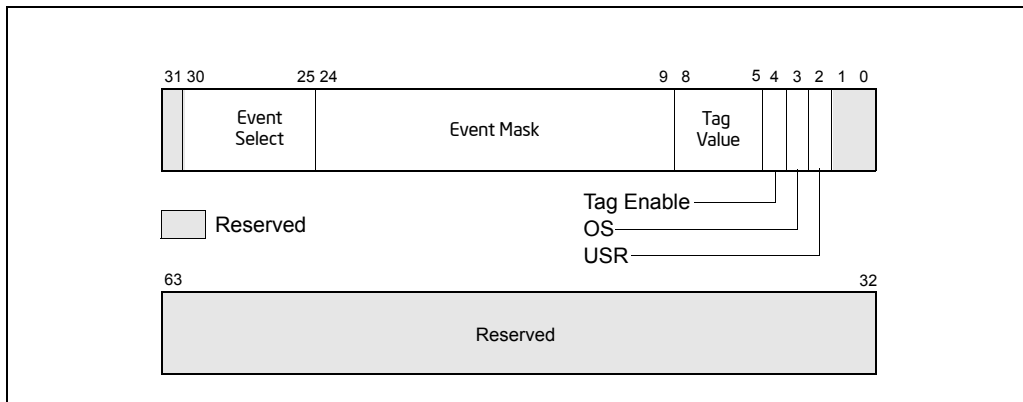 31 30 25 24 9 8 5 4 3 2 1 0
Event
Select
Event Mask
Tag
Value
Tag Enable
OS
USR
Reserved
63 32
Reserved